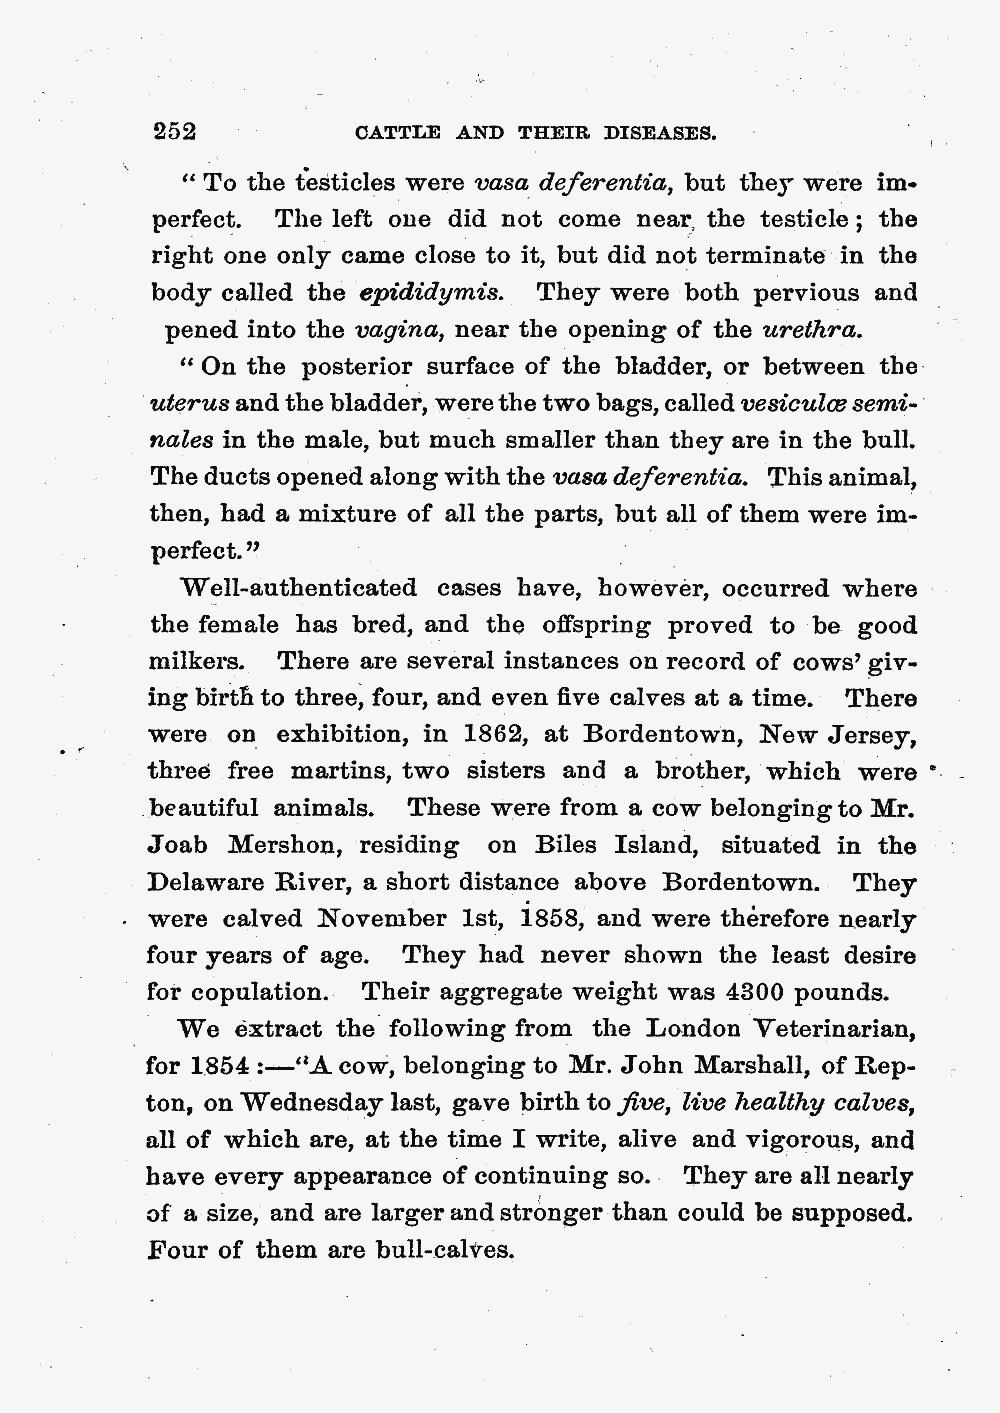 252 CATTLE AND THEIR DISEASES.
“ To the testicles were vasa deferentia, but they were im-
perfect. The left one did not come near the testicle ; the
right one only came close to it, but did not terminate in the
body called the epididymis. They were both pervious and
pened into the vagina, near the opening of the urethra.
“ On the posterior surface of the bladder, or between the
uterus and the bladder, were the two bags, called vesiculæ semi-
nales in the male, but much smaller than they are in the bull.
The ducts opened along with the vasa deferentia. This animal,
then, had a mixture of all the parts, but all of them were im-
perfect.”
Well-authenticated cases have, however, occurred where
the female has bred, and the offspring proved to be good
milkers. There are several instances on record of cows’ giv-
ing birth to three, four, and even five calves at a time. There
were on exhibition, in 1862, at Bordentown, New Jersey,
three free martins, two sisters and a brother, which were
beautiful animals. These were from a cow belonging to Mr.
Joab Mershon, residing on Biles Island, situated in the
Delaware River, a short distance above Bordentown. They
were calved November 1st, 1858, and were therefore nearly
four years of age. They had never shown the least desire
for copulation. Their aggregate weight was 4300 pounds.
We extract the following from the London Veterinarian,
for 1854 :—“A cow, belonging to Mr. John Marshall, of Rep-
ton, on Wednesday last, gave birth to five, live healthy calves,
all of which are, at the time I write, alive and vigorous, and
have every appearance of continuing so. They are all nearly
of a size, and are larger and stronger than could be supposed.
Four of them are bull-calves.